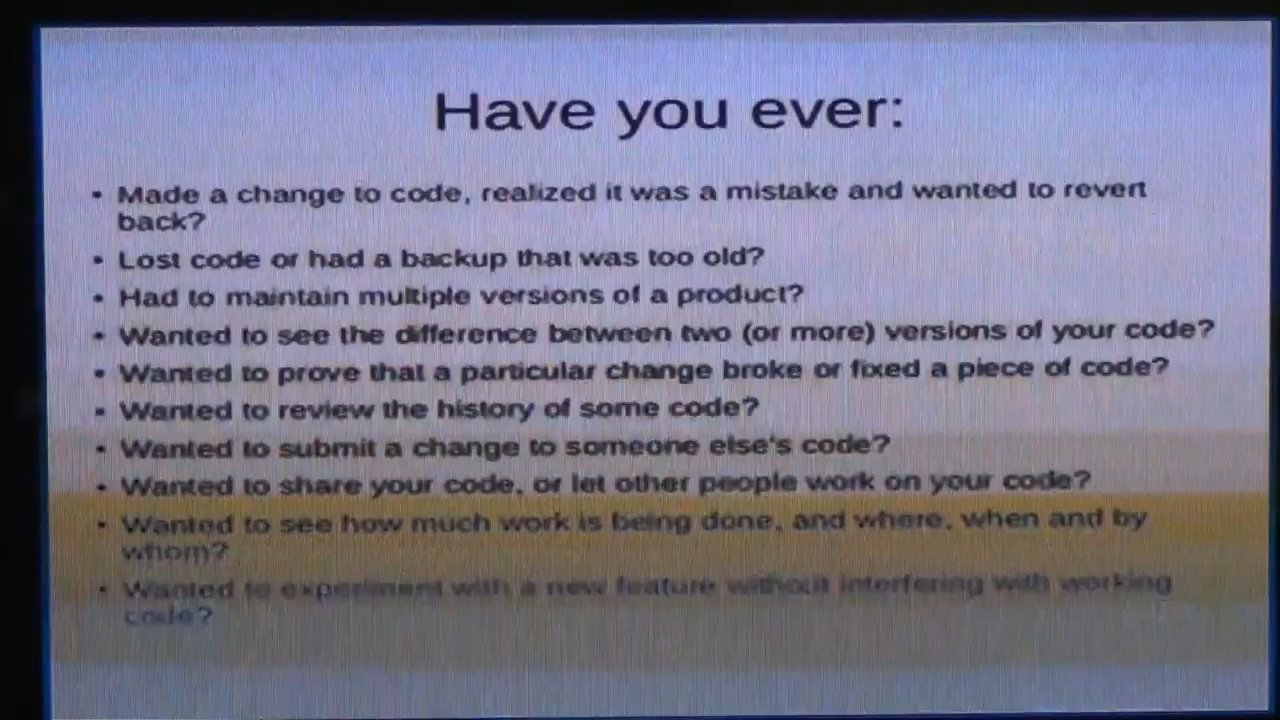 Have you ever:
• Made a change to code, realized it was a mistake and wanted to revert
back?
• Lost code or had a backup that was too old?
• Had to maintain multiple versions of a product?
• Wanted to see the difference between two (or more) versions of your code?
• Wanted to prove that a particular change broke or fixed a piece of code?
• Wanted to review the history of some code?
• Wanted to submit a change to someone else's code?
• Wanted to share your code, or let other people work on your code?
• Wanted to see how much work is being done, and where, when and by
whom?
• Wanted to experiment with a new feature without interfering with working
code?